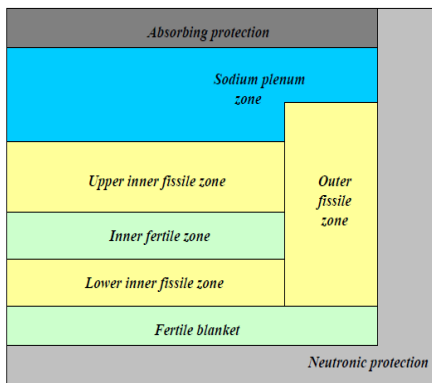 Absorbing protection
Sodium plenum
zone
Upper inner fissile zone
Outer
fissile
zone
Inner fertile zone
Lower inner fissile zone
Fertile blanket
Neutronic protection